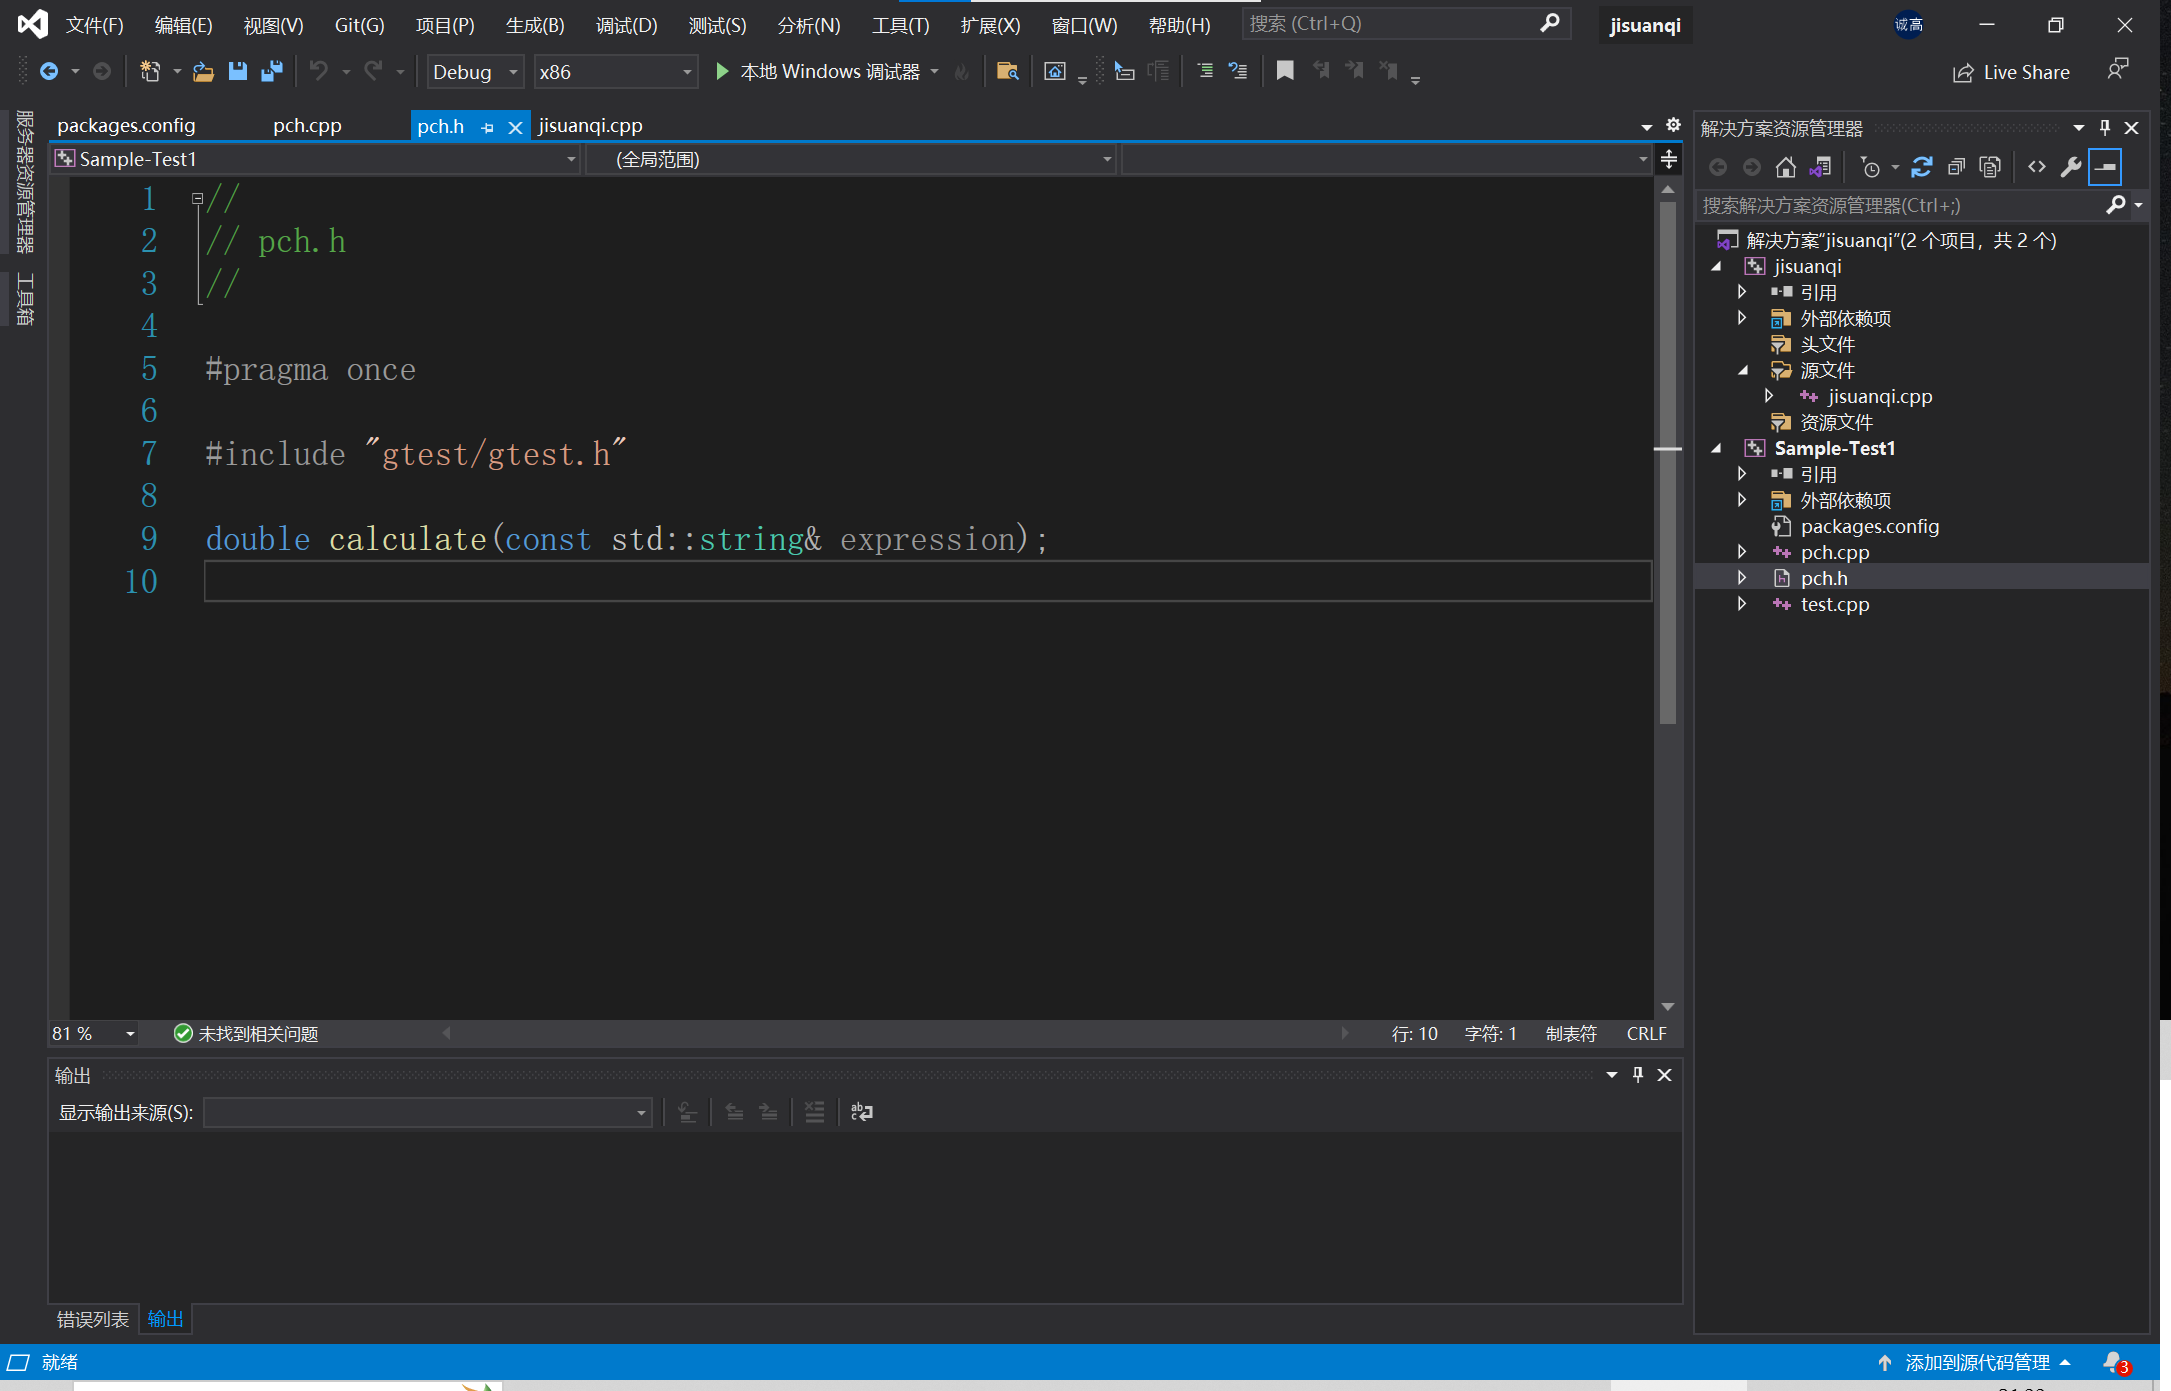 文件(F) 编辑(E) 视图(V) Git(G) 项目(P) 生成(B) 调试(D) 测试(S) 分析(N) 工具(T) 扩展(X) 窗口(W) 帮助(H) 搜索 (Ctrl+Q) jisuanqi 诚高
Debug x86 本地 Windows 调试器 Live Share
服务器资源管理器
工具箱
packages.config pch.cpp pch.h jisuanqi.cpp
Sample-Test1 (全局范围)
1 //
2 // pch.h
3 //
4
5 #pragma once
6
7 #include "gtest/gtest.h"
8
9 double calculate(const std::string& expression);
10
81 % 未找到相关问题 行: 10 字符: 1 制表符 CRLF
输出
显示输出来源(S):
错误列表 输出
解决方案资源管理器
搜索解决方案资源管理器(Ctrl+;)
解决方案"jisuanqi"(2 个项目，共 2 个)
jisuanqi
引用
外部依赖项
头文件
源文件
jisuanqi.cpp
资源文件
Sample-Test1
引用
外部依赖项
packages.config
pch.cpp
pch.h
test.cpp
就绪 添加到源代码管理 3